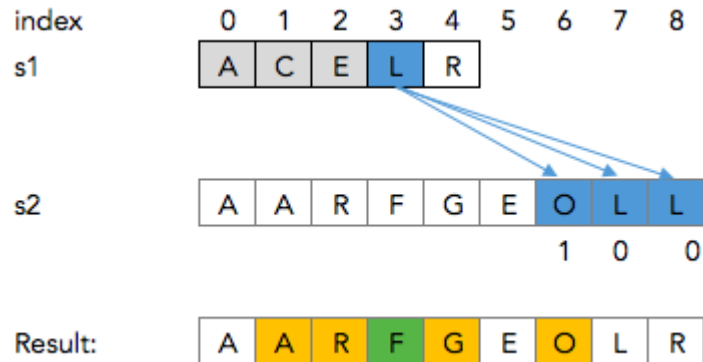 index 0 1 2 3 4 5 6 7 8
s1 A C E L R
s2 A A R F G E O L L
1 0 0
Result: A A R F G E O L R